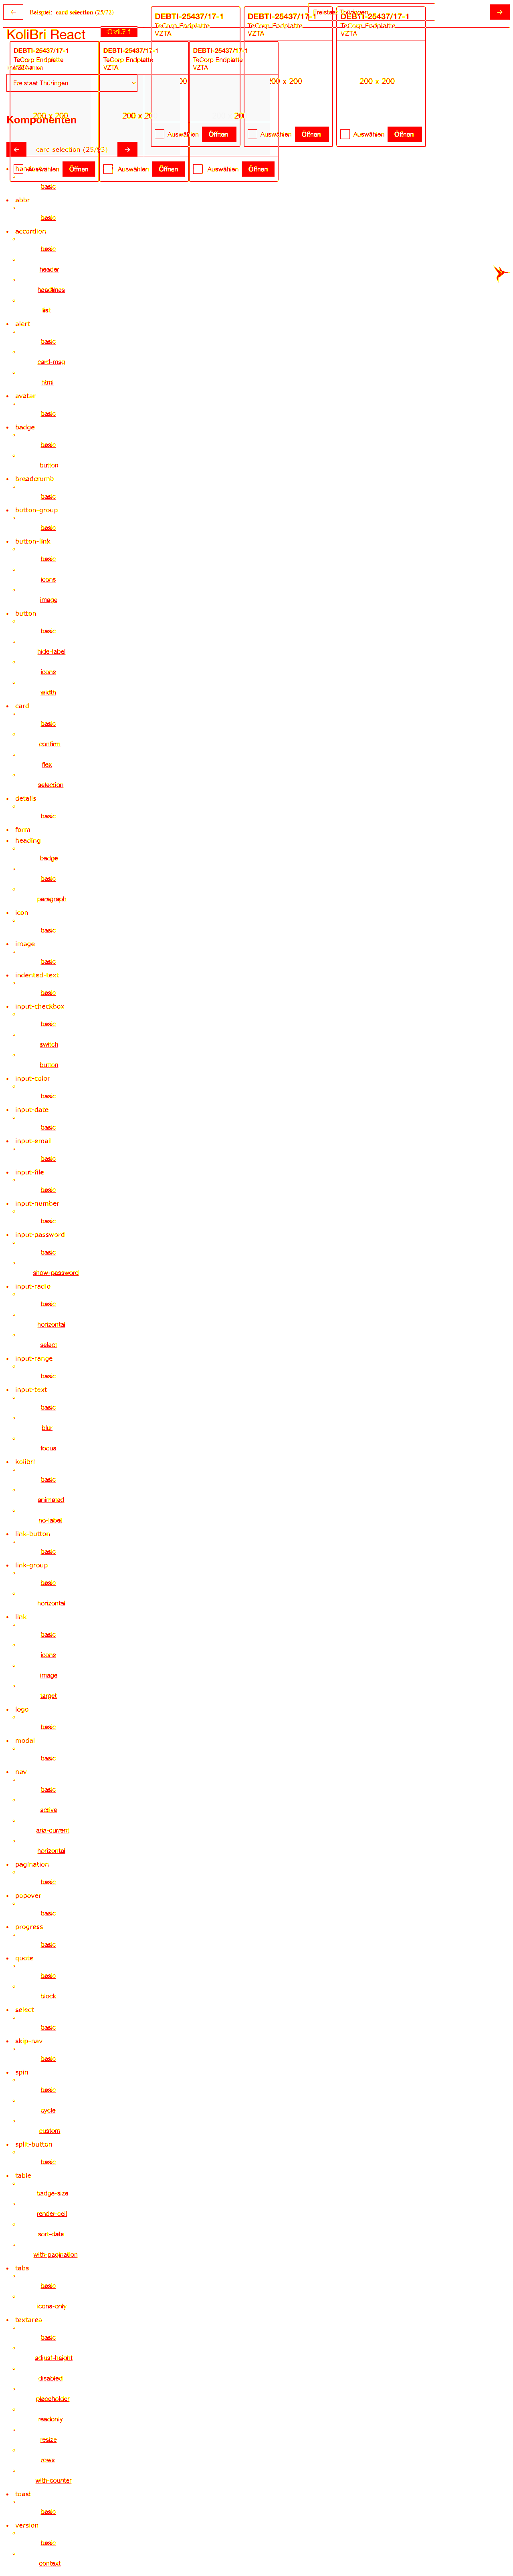 Beispiel: card selection (25/72)
KoliBri React
v1.7.1
Freistaat Thüringen
Komponenten
card selection (25/73)
DEBTI-25437/17-1
TeCorp Endplatte
VZTA
200 x 200
Auswählen
Öffnen
DEBTI-25437/17-1
TeCorp Endplatte
VZTA
200 x 200
Auswählen
Öffnen
DEBTI-25437/17-1
TeCorp Endplatte
VZTA
Auswählen
Öffnen
DEBTI-25437/17-1
TeCorp Endplatte
VZTA
Auswählen
Öffnen
DEBTI-25437/17-1
TeCorp Endplatte
VZTA
200 x 200
Auswählen
Öffnen
DEBTI-25437/17-1
TeCorp Endplatte
VZTA
200 x 200
Auswählen
Öffnen
basic
abbr
basic
accordion
basic
header
headlines
list
alert
basic
card-msg
html
avatar
basic
badge
basic
button
breadcrumb
basic
button-group
basic
button-link
basic
icons
image
button
basic
hide-label
icons
width
card
basic
confirm
flex
selection
details
basic
form
heading
badge
basic
paragraph
icon
basic
image
basic
indented-text
basic
input-checkbox
basic
switch
button
input-color
basic
input-date
basic
input-email
basic
input-file
basic
input-number
basic
input-password
basic
show-password
input-radio
basic
horizontal
select
input-range
basic
input-text
basic
blur
focus
kolibri
basic
animated
no-label
link-button
basic
link-group
basic
horizontal
link
basic
icons
image
target
logo
basic
modal
basic
nav
basic
active
aria-current
horizontal
pagination
basic
popover
basic
progress
basic
quote
basic
block
select
basic
skip-nav
basic
spin
basic
cycle
custom
split-button
basic
table
badge-size
render-cell
sort-data
with-pagination
tabs
basic
icons-only
textarea
basic
adjust-height
disabled
placeholder
readonly
resize
rows
with-counter
toast
basic
version
basic
context